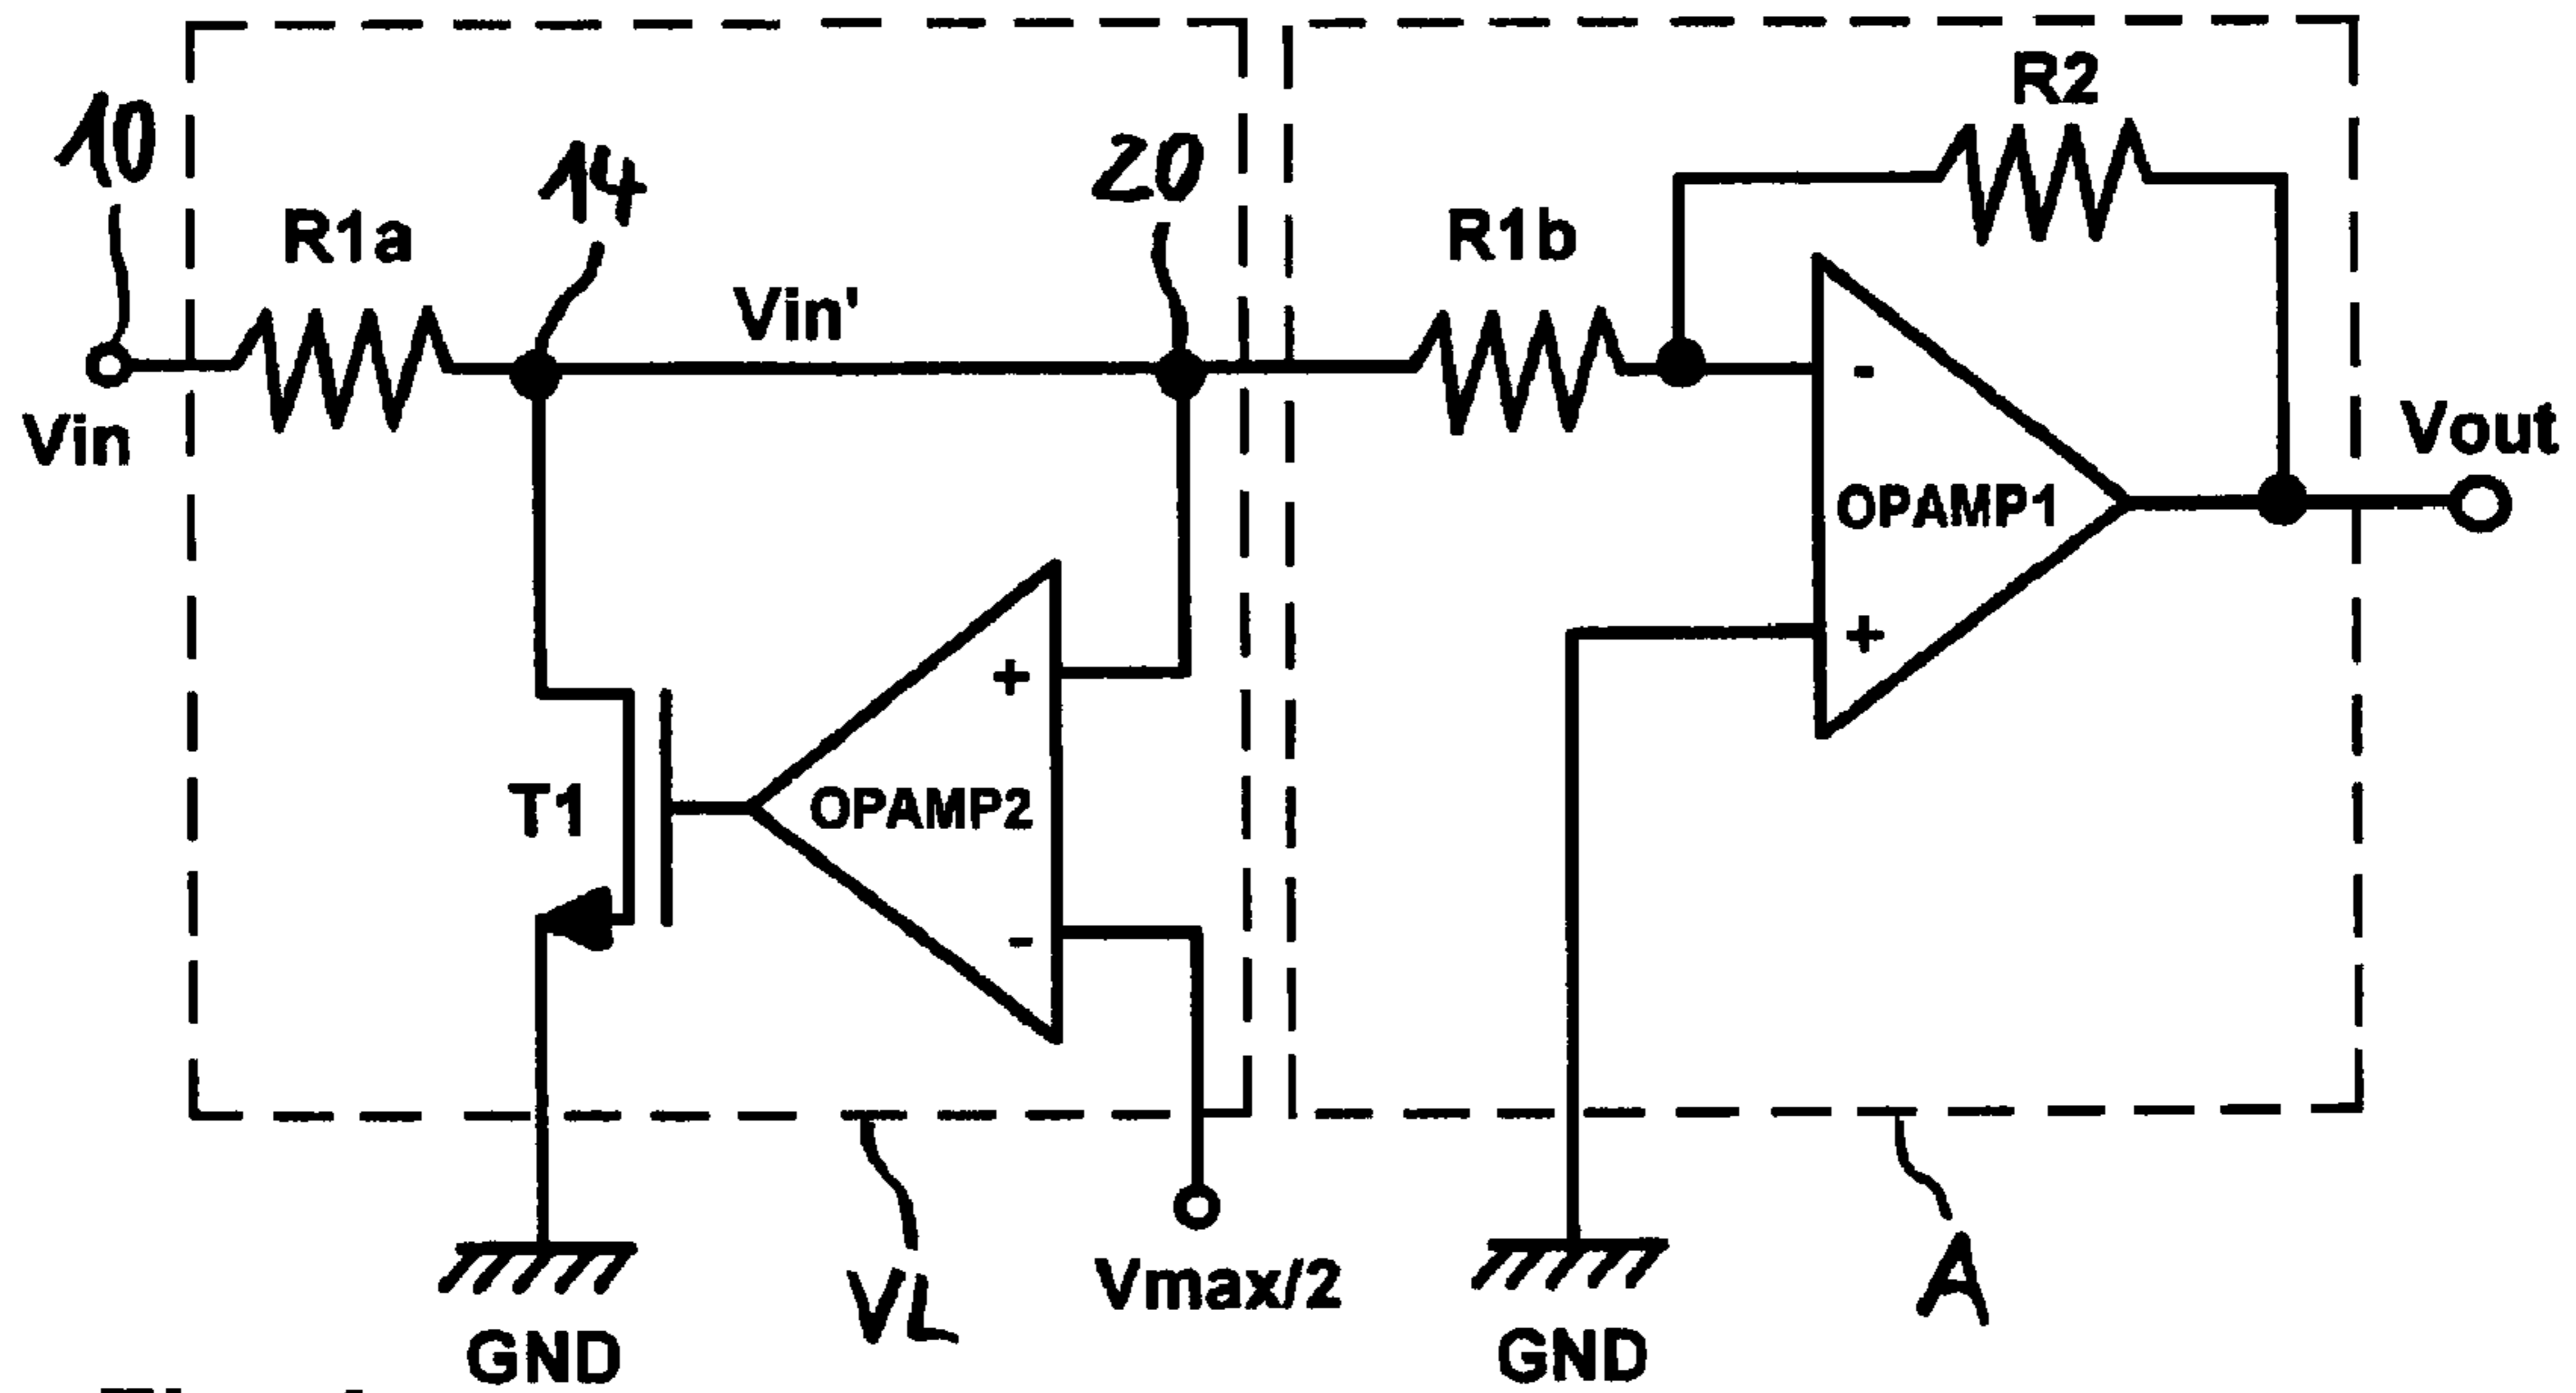 R2
10
14
20
R1a
R1b
Vin'
Vin
-
Vout
OPAMP1
+
+
T1
OPAMP2
-
VL
Vmax/2
A
GND
GND